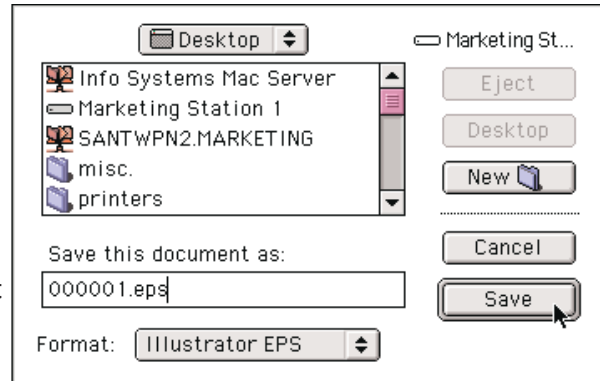 Desktop
Marketing St...
Info Systems Mac Server
Marketing Station 1
SANTWPN2.MARKETING
misc.
printers
Eject
Desktop
New
Save this document as:
000001.eps
Format: Illustrator EPS
Cancel
Save